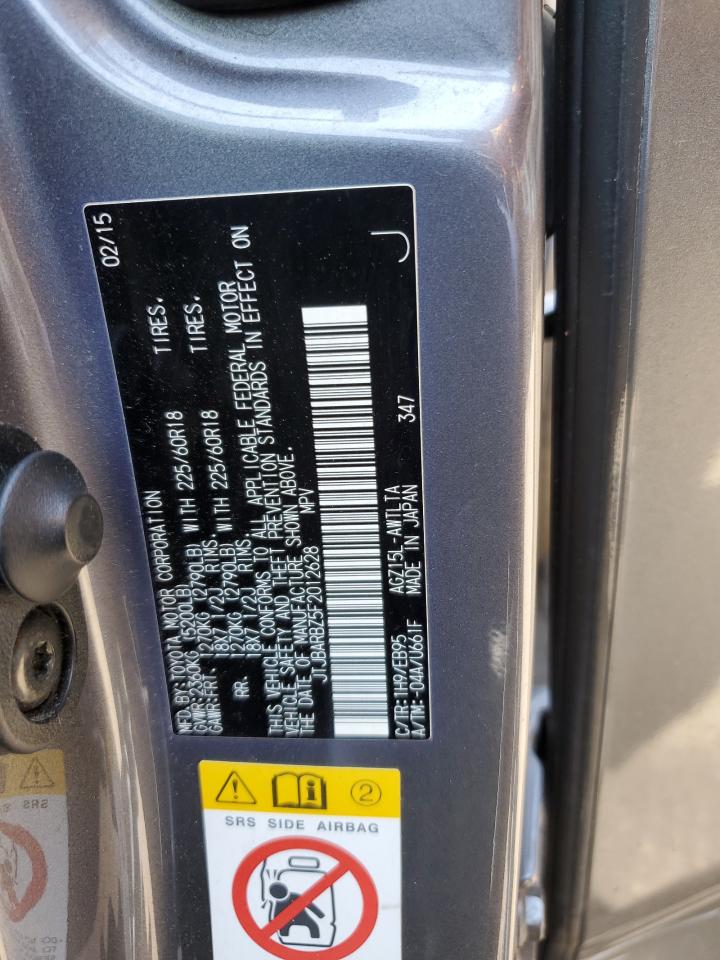 MFD.BY:TOYOTA MOTOR CORPORATION 02/15
GVWR:2360KG (5200LB)
GAWR:FRT 1270KG (2790LB) WITH 225/60R18 TIRES.
18X7 1/2J RIMS.
RR. 1270KG (2790LB) WITH 225/60R18 TIRES.
18X7 1/2J RIMS.
THIS VEHICLE CONFORMS TO ALL APPLICABLE FEDERAL MOTOR
VEHICLE SAFETY AND THEFT PREVENTION STANDARDS IN EFFECT ON
THE DATE OF MANUFACTURE SHOWN ABOVE.
JTJBARBZ5F2012628 MPV
C/TR:1H9/EB95 AGZ15L-AWTLTA
A/TM:-04A/U661F MADE IN JAPAN 347
J
2
SRS SIDE AIRBAG
SRS